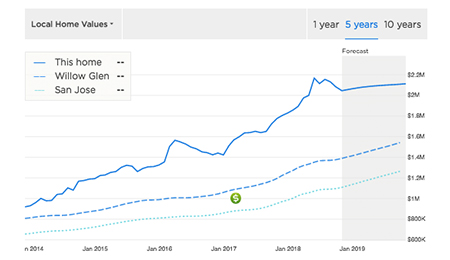 Local Home Values
1 year 5 years 10 years
Forecast
This home --
Willow Glen --
San Jose --
$2.2M
$2M
$1.8M
$1.6M
$1.4M
$1.2M
$1M
$800K
$600K
$
n 2014 Jan 2015 Jan 2016 Jan 2017 Jan 2018 Jan 2019